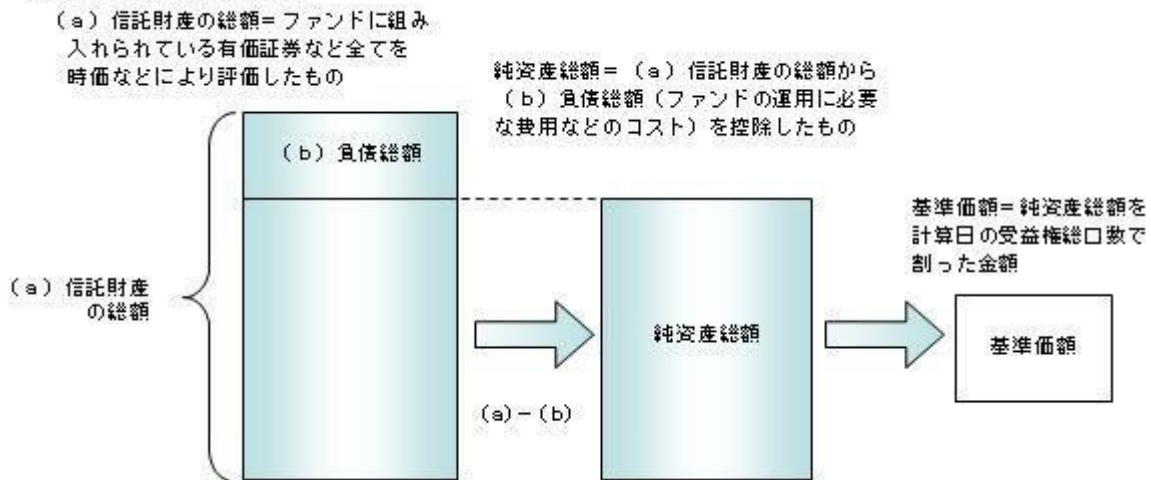 （a）信託財産の総額＝ファンドに組み
入れられている有価証券など全てを
時価などにより評価したもの
純資産総額＝（a）信託財産の総額から
（b）負債総額（ファンドの運用に必要
な費用などのコスト）を控除したもの
（b）負債総額
基準価額＝純資産総額を
計算日の受益権総口数で
割った金額
（a）信託財産
の総額
純資産総額
基準価額
（a）－（b）